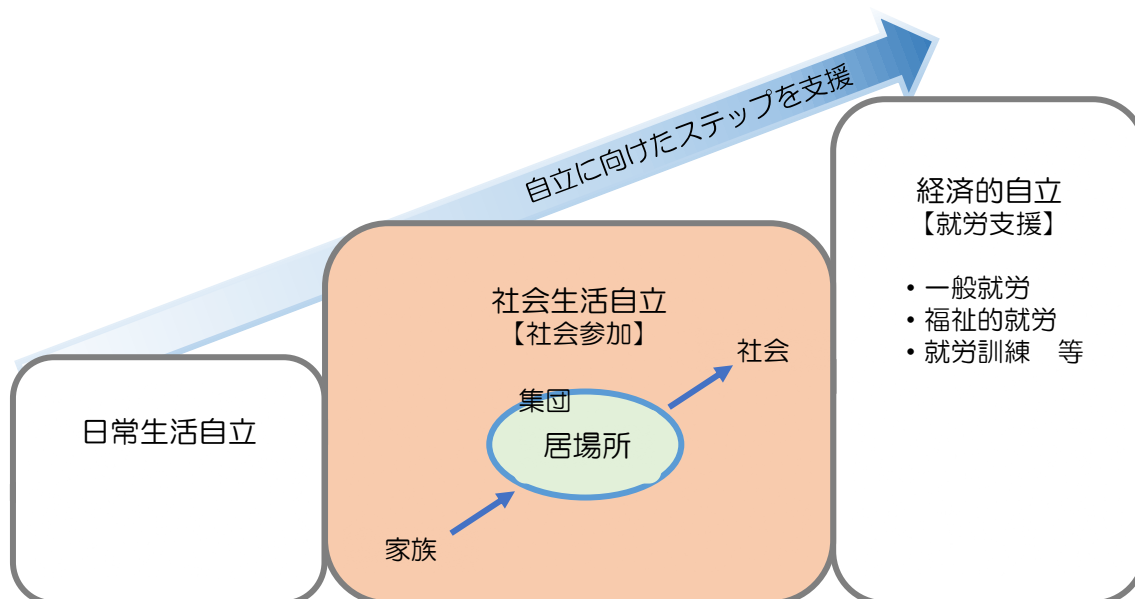 自立に向けたステップを支援
日常生活自立
社会生活自立
【社会参加】
社会
集団
居場所
家族
経済的自立
【就労支援】
・一般就労
・福祉的就労
・就労訓練　等